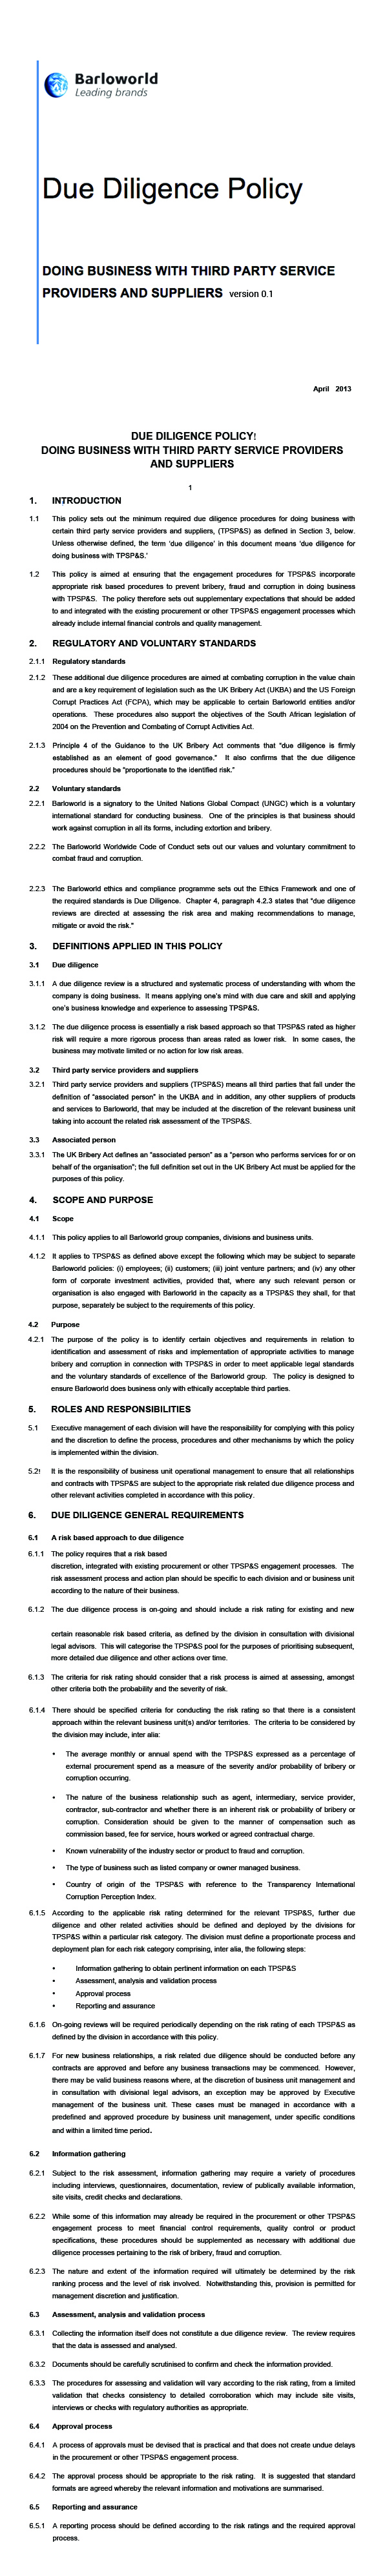 Barloworld
Leading brands
Due Diligence Policy
DOING BUSINESS WITH THIRD PARTY SERVICE
PROVIDERS AND SUPPLIERS version 0.1
April 2013
DUE DILIGENCE POLICY!
DOING BUSINESS WITH THIRD PARTY SERVICE PROVIDERS
AND SUPPLIERS
1
1. INTRODUCTION
1.1 This policy sets out the minimum required due diligence procedures for doing business with
certain third party service providers and suppliers, (TPSP&S) as defined in Section 3, below.
Unless otherwise defined, the term 'due diligence' in this document means 'due diligence for
doing business with TPSP&S.'
1.2 This policy is aimed at ensuring that the engagement procedures for TPSP&S incorporate
appropriate risk based procedures to prevent bribery, fraud and corruption in doing business
with TPSP&S. The policy therefore sets out supplementary expectations that should be added
to and integrated with the existing procurement or other TPSP&S engagement processes which
already include internal financial controls and quality management.
2. REGULATORY AND VOLUNTARY STANDARDS
2.1.1 Regulatory standards
2.1.2 These additional due diligence procedures are aimed at combating corruption in the value chain
and are a key requirement of legislation such as the UK Bribery Act (UKBA) and the US Foreign
Corrupt Practices Act (FCPA), which may be applicable to certain Barloworld entities and/or
operations. These procedures also support the objectives of the South African legislation of
2004 on the Prevention and Combating of Corrupt Activities Act.
2.1.3 Principle 4 of the Guidance to the UK Bribery Act comments that "due diligence is firmly
established as an element of good governance." It also confirms that the due diligence
procedures should be "proportionate to the identified risk."
2.2 Voluntary standards
2.2.1 Barloworld is a signatory to the United Nations Global Compact (UNGC) which is a voluntary
international standard for conducting business. One of the principles is that business should
work against corruption in all its forms, including extortion and bribery.
2.2.2 The Barloworld Worldwide Code of Conduct sets out our values and voluntary commitment to
combat fraud and corruption.
2.2.3 The Barloworld ethics and compliance programme sets out the Ethics Framework and one of
the required standards is Due Diligence. Chapter 4, paragraph 4.2.3 states that "due diligence
reviews are directed at assessing the risk area and making recommendations to manage,
mitigate or avoid the risk."
3. DEFINITIONS APPLIED IN THIS POLICY
3.1 Due diligence
3.1.1 A due diligence review is a structured and systematic process of understanding with whom the
company is doing business. It means applying one's mind with due care and skill and applying
one's business knowledge and experience to assessing TPSP&S.
3.1.2 The due diligence process is essentially a risk based approach so that TPSP&S rated as higher
risk will require a more rigorous process than areas rated as lower risk. In some cases, the
business may motivate limited or no action for low risk areas.
3.2 Third party service providers and suppliers
3.2.1 Third party service providers and suppliers (TPSP&S) means all third parties that fall under the
definition of "associated person" in the UKBA and in addition, any other suppliers of products
and services to Barloworld, that may be included at the discretion of the relevant business unit
taking into account the related risk assessment of the TPSP&S.
3.3 Associated person
3.3.1 The UK Bribery Act defines an "associated person" as a "person who performs services for or on
behalf of the organisation"; the full definition set out in the UK Bribery Act must be applied for the
purposes of this policy.
4. SCOPE AND PURPOSE
4.1 Scope
4.1.1 This policy applies to all Barloworld group companies, divisions and business units.
4.1.2 It applies to TPSP&S as defined above except the following which may be subject to separate
Barloworld policies: (i) employees; (ii) customers; (iii) joint venture partners; and (iv) any other
form of corporate investment activities, provided that, where any such relevant person or
organisation is also engaged with Barloworld in the capacity as a TPSP&S they shall, for that
purpose, separately be subject to the requirements of this policy.
4.2 Purpose
4.2.1 The purpose of the policy is to identify certain objectives and requirements in relation to
identification and assessment of risks and implementation of appropriate activities to manage
bribery and corruption in connection with TPSP&S in order to meet applicable legal standards
and the voluntary standards of excellence of the Barloworld group. The policy is designed to
ensure Barloworld does business only with ethically acceptable third parties.
5. ROLES AND RESPONSIBILITIES
5.1 Executive management of each division will have the responsibility for complying with this policy
and the discretion to define the process, procedures and other mechanisms by which the policy
is implemented within the division.
5.2! It is the responsibility of business unit operational management to ensure that all relationships
and contracts with TPSP&S are subject to the appropriate risk related due diligence process and
other relevant activities completed in accordance with this policy.
6. DUE DILIGENCE GENERAL REQUIREMENTS
6.1 A risk based approach to due diligence
6.1.1 The policy requires that a risk based
discretion, integrated with existing procurement or other TPSP&S engagement processes. The
risk assessment process and action plan should be specific to each division and or business unit
according to the nature of their business.
6.1.2 The due diligence process is on-going and should include a risk rating for existing and new
certain reasonable risk based criteria, as defined by the division in consultation with divisional
legal advisors. This will categorise the TPSP&S pool for the purposes of prioritising subsequent,
more detailed due diligence and other actions over time.
6.1.3 The criteria for risk rating should consider that a risk process is aimed at assessing, amongst
other criteria both the probability and the severity of risk.
6.1.4 There should be specified criteria for conducting the risk rating so that there is a consistent
approach within the relevant business unit(s) and/or territories. The criteria to be considered by
the division may include, inter alia:
• The average monthly or annual spend with the TPSP&S expressed as a percentage of
external procurement spend as a measure of the severity and/or probability of bribery or
corruption occurring.
• The nature of the business relationship such as agent, intermediary, service provider,
contractor, sub-contractor and whether there is an inherent risk or probability of bribery or
corruption. Consideration should be given to the manner of compensation such as
commission based, fee for service, hours worked or agreed contractual charge.
• Known vulnerability of the industry sector or product to fraud and corruption.
• The type of business such as listed company or owner managed business.
• Country of origin of the TPSP&S with reference to the Transparency International
Corruption Perception Index.
6.1.5 According to the applicable risk rating determined for the relevant TPSP&S, further due
diligence and other related activities should be defined and deployed by the divisions for
TPSP&S within a particular risk category. The division must define a proportionate process and
deployment plan for each risk category comprising, inter alia, the following steps:
• Information gathering to obtain pertinent information on each TPSP&S
• Assessment, analysis and validation process
• Approval process
• Reporting and assurance
6.1.6 On-going reviews will be required periodically depending on the risk rating of each TPSP&S as
defined by the division in accordance with this policy.
6.1.7 For new business relationships, a risk related due diligence should be conducted before any
contracts are approved and before any business transactions may be commenced. However,
there may be valid business reasons where, at the discretion of business unit management and
in consultation with divisional legal advisors, an exception may be approved by Executive
management of the business unit. These cases must be managed in accordance with a
predefined and approved procedure by business unit management, under specific conditions
and within a limited time period.
6.2 Information gathering
6.2.1 Subject to the risk assessment, information gathering may require a variety of procedures
including interviews, questionnaires, documentation, review of publically available information,
site visits, credit checks and declarations.
6.2.2 While some of this information may already be required in the procurement or other TPSP&S
engagement process to meet financial control requirements, quality control or product
specifications, these procedures should be supplemented as necessary with additional due
diligence processes pertaining to the risk of bribery, fraud and corruption.
6.2.3 The nature and extent of the information required will ultimately be determined by the risk
ranking process and the level of risk involved. Notwithstanding this, provision is permitted for
management discretion and justification.
6.3 Assessment, analysis and validation process
6.3.1 Collecting the information itself does not constitute a due diligence review. The review requires
that the data is assessed and analysed.
6.3.2 Documents should be carefully scrutinised to confirm and check the information provided.
6.3.3 The procedures for assessing and validation will vary according to the risk rating, from a limited
validation that checks consistency to detailed corroboration which may include site visits,
interviews or checks with regulatory authorities as appropriate.
6.4 Approval process
6.4.1 A process of approvals must be devised that is practical and that does not create undue delays
in the procurement or other TPSP&S engagement process.
6.4.2 The approval process should be appropriate to the risk rating. It is suggested that standard
formats are agreed whereby the relevant information and motivations are summarised.
6.5 Reporting and assurance
6.5.1 A reporting process should be defined according to the risk ratings and the required approval
process.